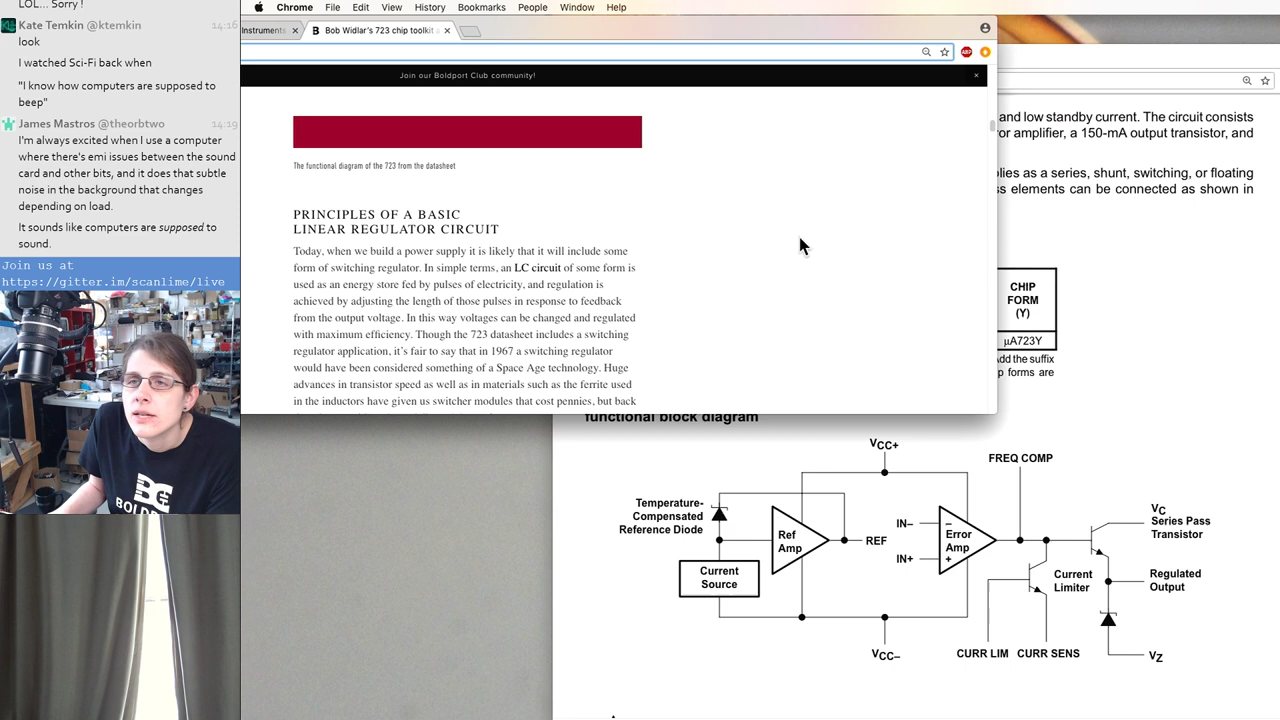 LOL... Sorry !
Kate Temkin @ktemkin 14:16
look
I watched Sci-Fi back when
"I know how computers are supposed to
beep"
James Mastros @theorbtwo 14:19
I'm always excited when I use a computer
where there's emi issues between the sound
card and other bits, and it does that subtle
noise in the background that changes
depending on load.
It sounds like computers are supposed to
sound.
Join us at
https://gitter.im/scanlime/live
BOLD
Chrome File Edit View History Bookmarks People Window Help
Instruments
Bob Widlar's 723 chip toolkit
ABP
Join our Boldport Club community!
The functional diagram of the 723 from the datasheet
PRINCIPLES OF A BASIC
LINEAR REGULATOR CIRCUIT
Today, when we build a power supply it is likely that it will include some
form of switching regulator. In simple terms, an LC circuit of some form is
used as an energy store fed by pulses of electricity, and regulation is
achieved by adjusting the length of those pulses in response to feedback
from the output voltage. In this way voltages can be changed and regulated
with maximum efficiency. Though the 723 datasheet includes a switching
regulator application, it's fair to say that in 1967 a switching regulator
would have been considered something of a Space Age technology. Huge
advances in transistor speed as well as in materials such as the ferrite used
in the inductors have given us switcher modules that cost pennies, but back
and low standby current. The circuit consists
or amplifier, a 150-mA output transistor, and
plies as a series, shunt, switching, or floating
ss elements can be connected as shown in
CHIP
FORM
(Y)
μA723Y
Add the suffix
p forms are
functional block diagram
VCC+
FREQ COMP
Temperature-
Compensated
Reference Diode
Ref
Amp
REF
IN–
IN+
–
Error
Amp
+
VC
Series Pass
Transistor
Current
Source
Current
Limiter
Regulated
Output
VCC–
CURR LIM
CURR SENS
VZ